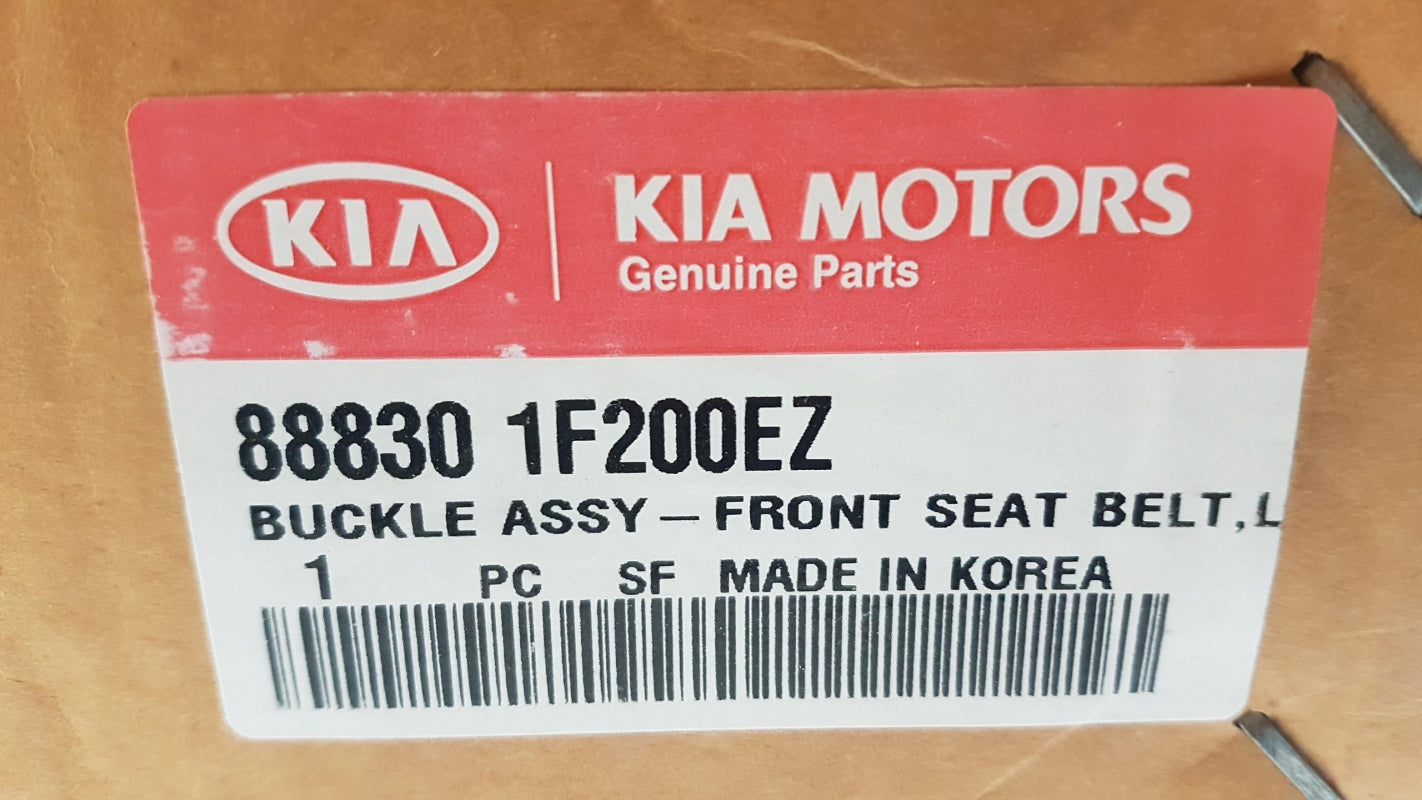 KIA
KIA MOTORS
Genuine Parts
88830 1F200EZ
BUCKLE ASSY-FRONT SEAT BELT,L
1 PC SF MADE IN KOREA